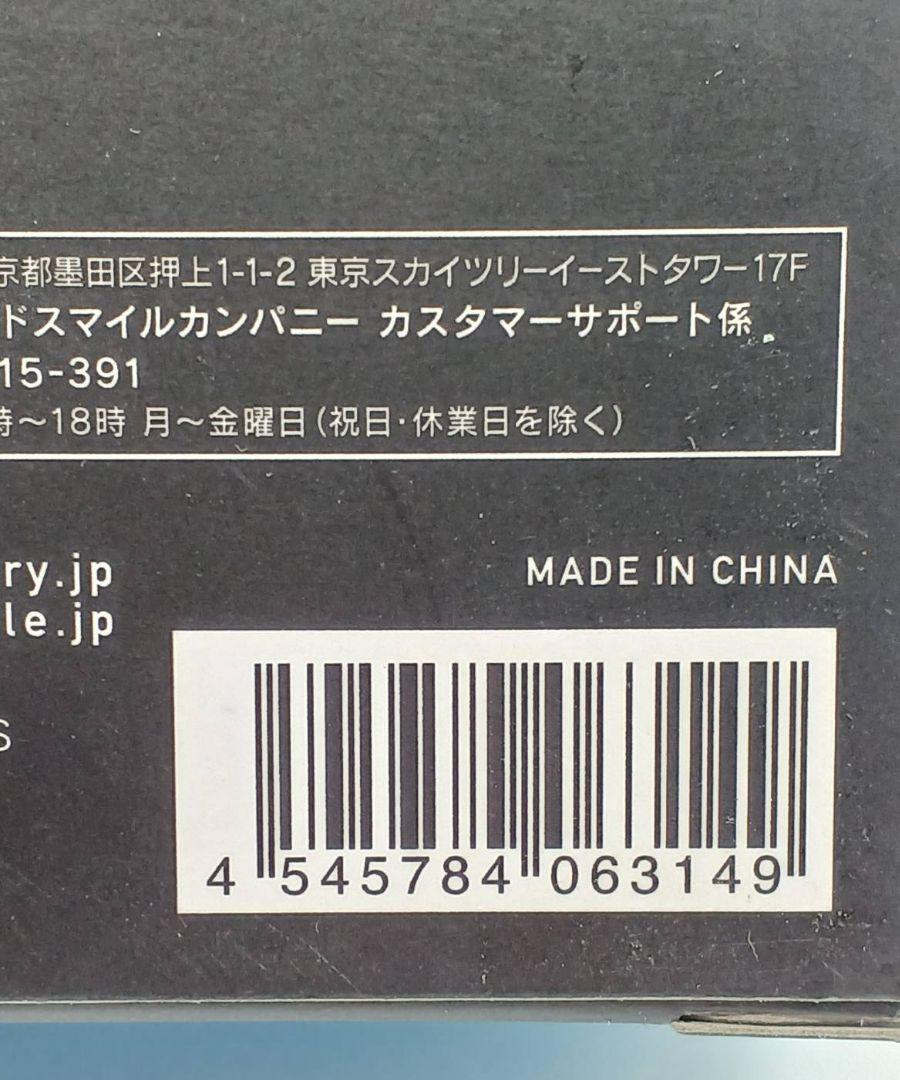 京都墨田区押上1-1-2 東京スカイツリーイーストタワー17F
ドスマイルカンパニー カスタマーサポート係
15-391
時～18時 月～金曜日(祝日・休業日を除く)
ry.jp
MADE IN CHINA
le.jp
S
4 545784 063149